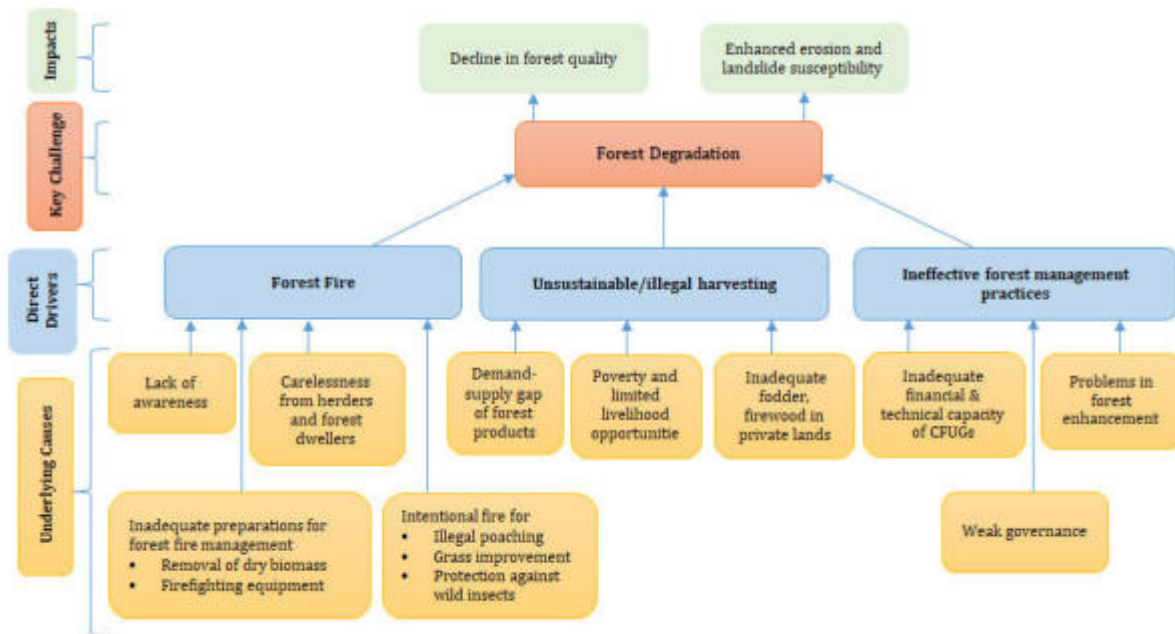 Impacts
Decline in forest quality
Enhanced erosion and
landslide susceptibility
Key Challenge
Forest Degradation
Direct
Drivers
Forest Fire
Unsustainable/illegal harvesting
Ineffective forest management
practices
Underlying Causes
Lack of
awareness
Carelessness
from herders
and forest
dwellers
Demand-
supply gap
of forest
products
Poverty and
limited
livelihood
opportunitie
Inadequate
fodder,
firewood in
private lands
Inadequate
financial &
technical capacity
of CFUGs
Problems in
forest
enhancement
Inadequate preparations for
forest fire management
• Removal of dry biomass
• Firefighting equipment
Intentional fire for
• Illegal poaching
• Grass improvement
• Protection against
wild insects
Weak governance